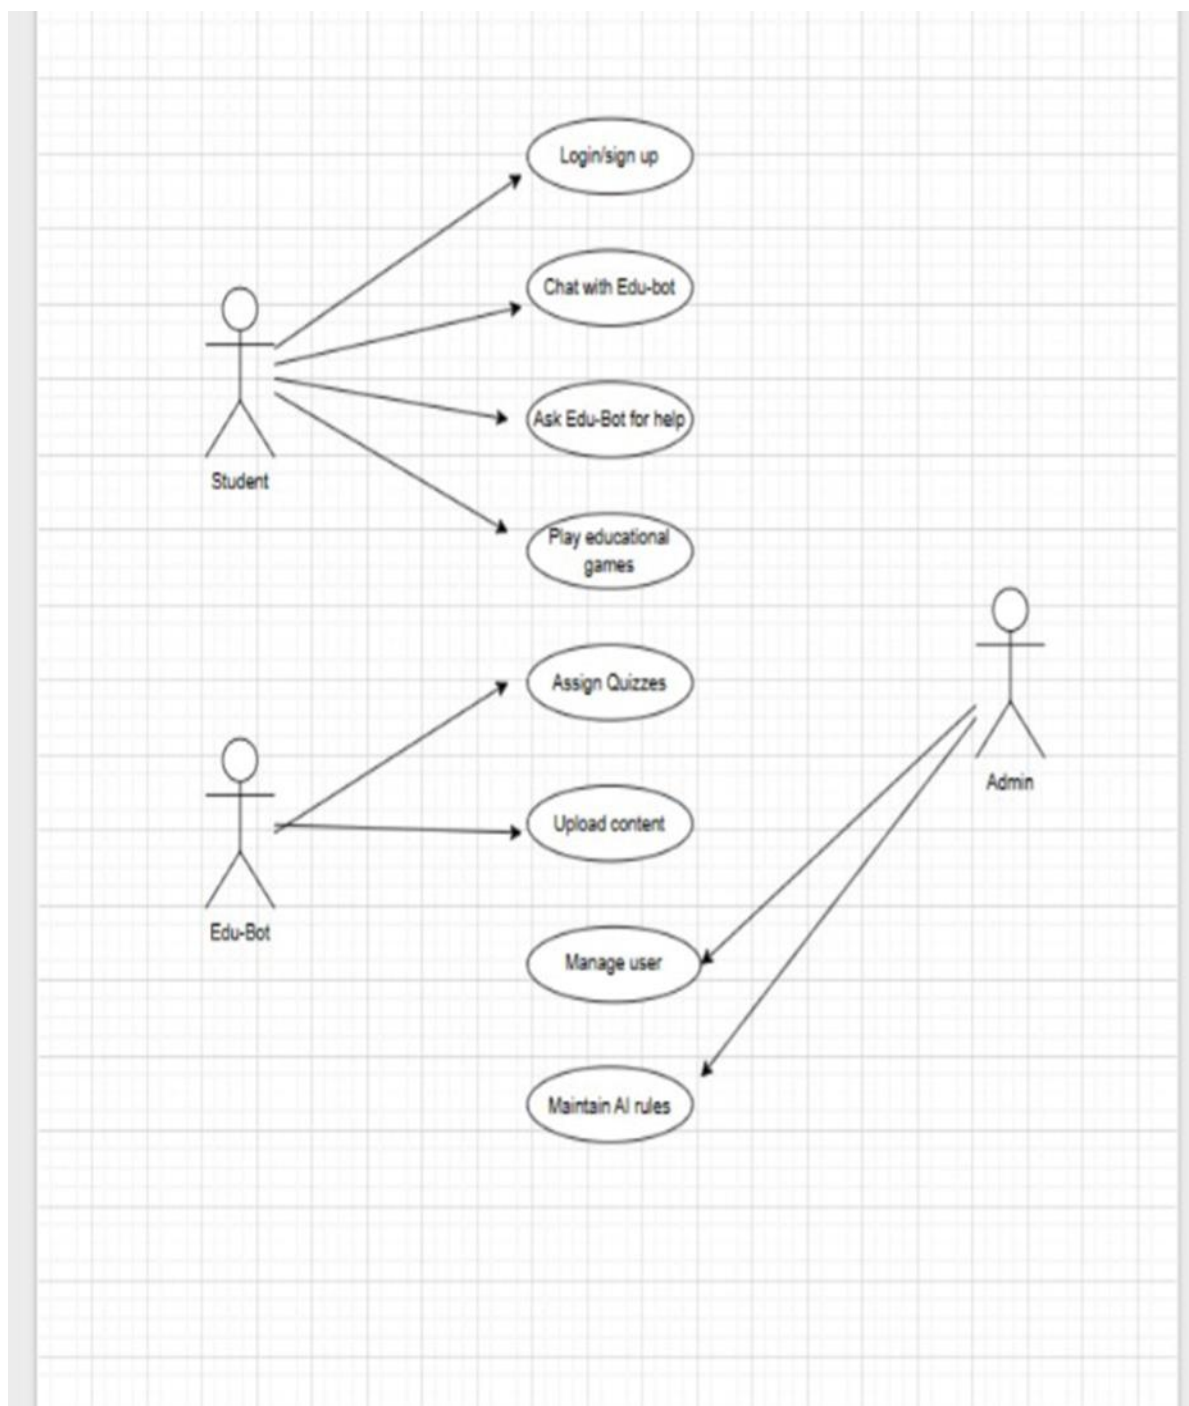 Login/sign up
Chat with Edu-bot
Ask Edu-Bot for help
Student
Play educational
games
Assign Quizzes
Admin
Upload content
Edu-Bot
Manage user
Maintain AI rules